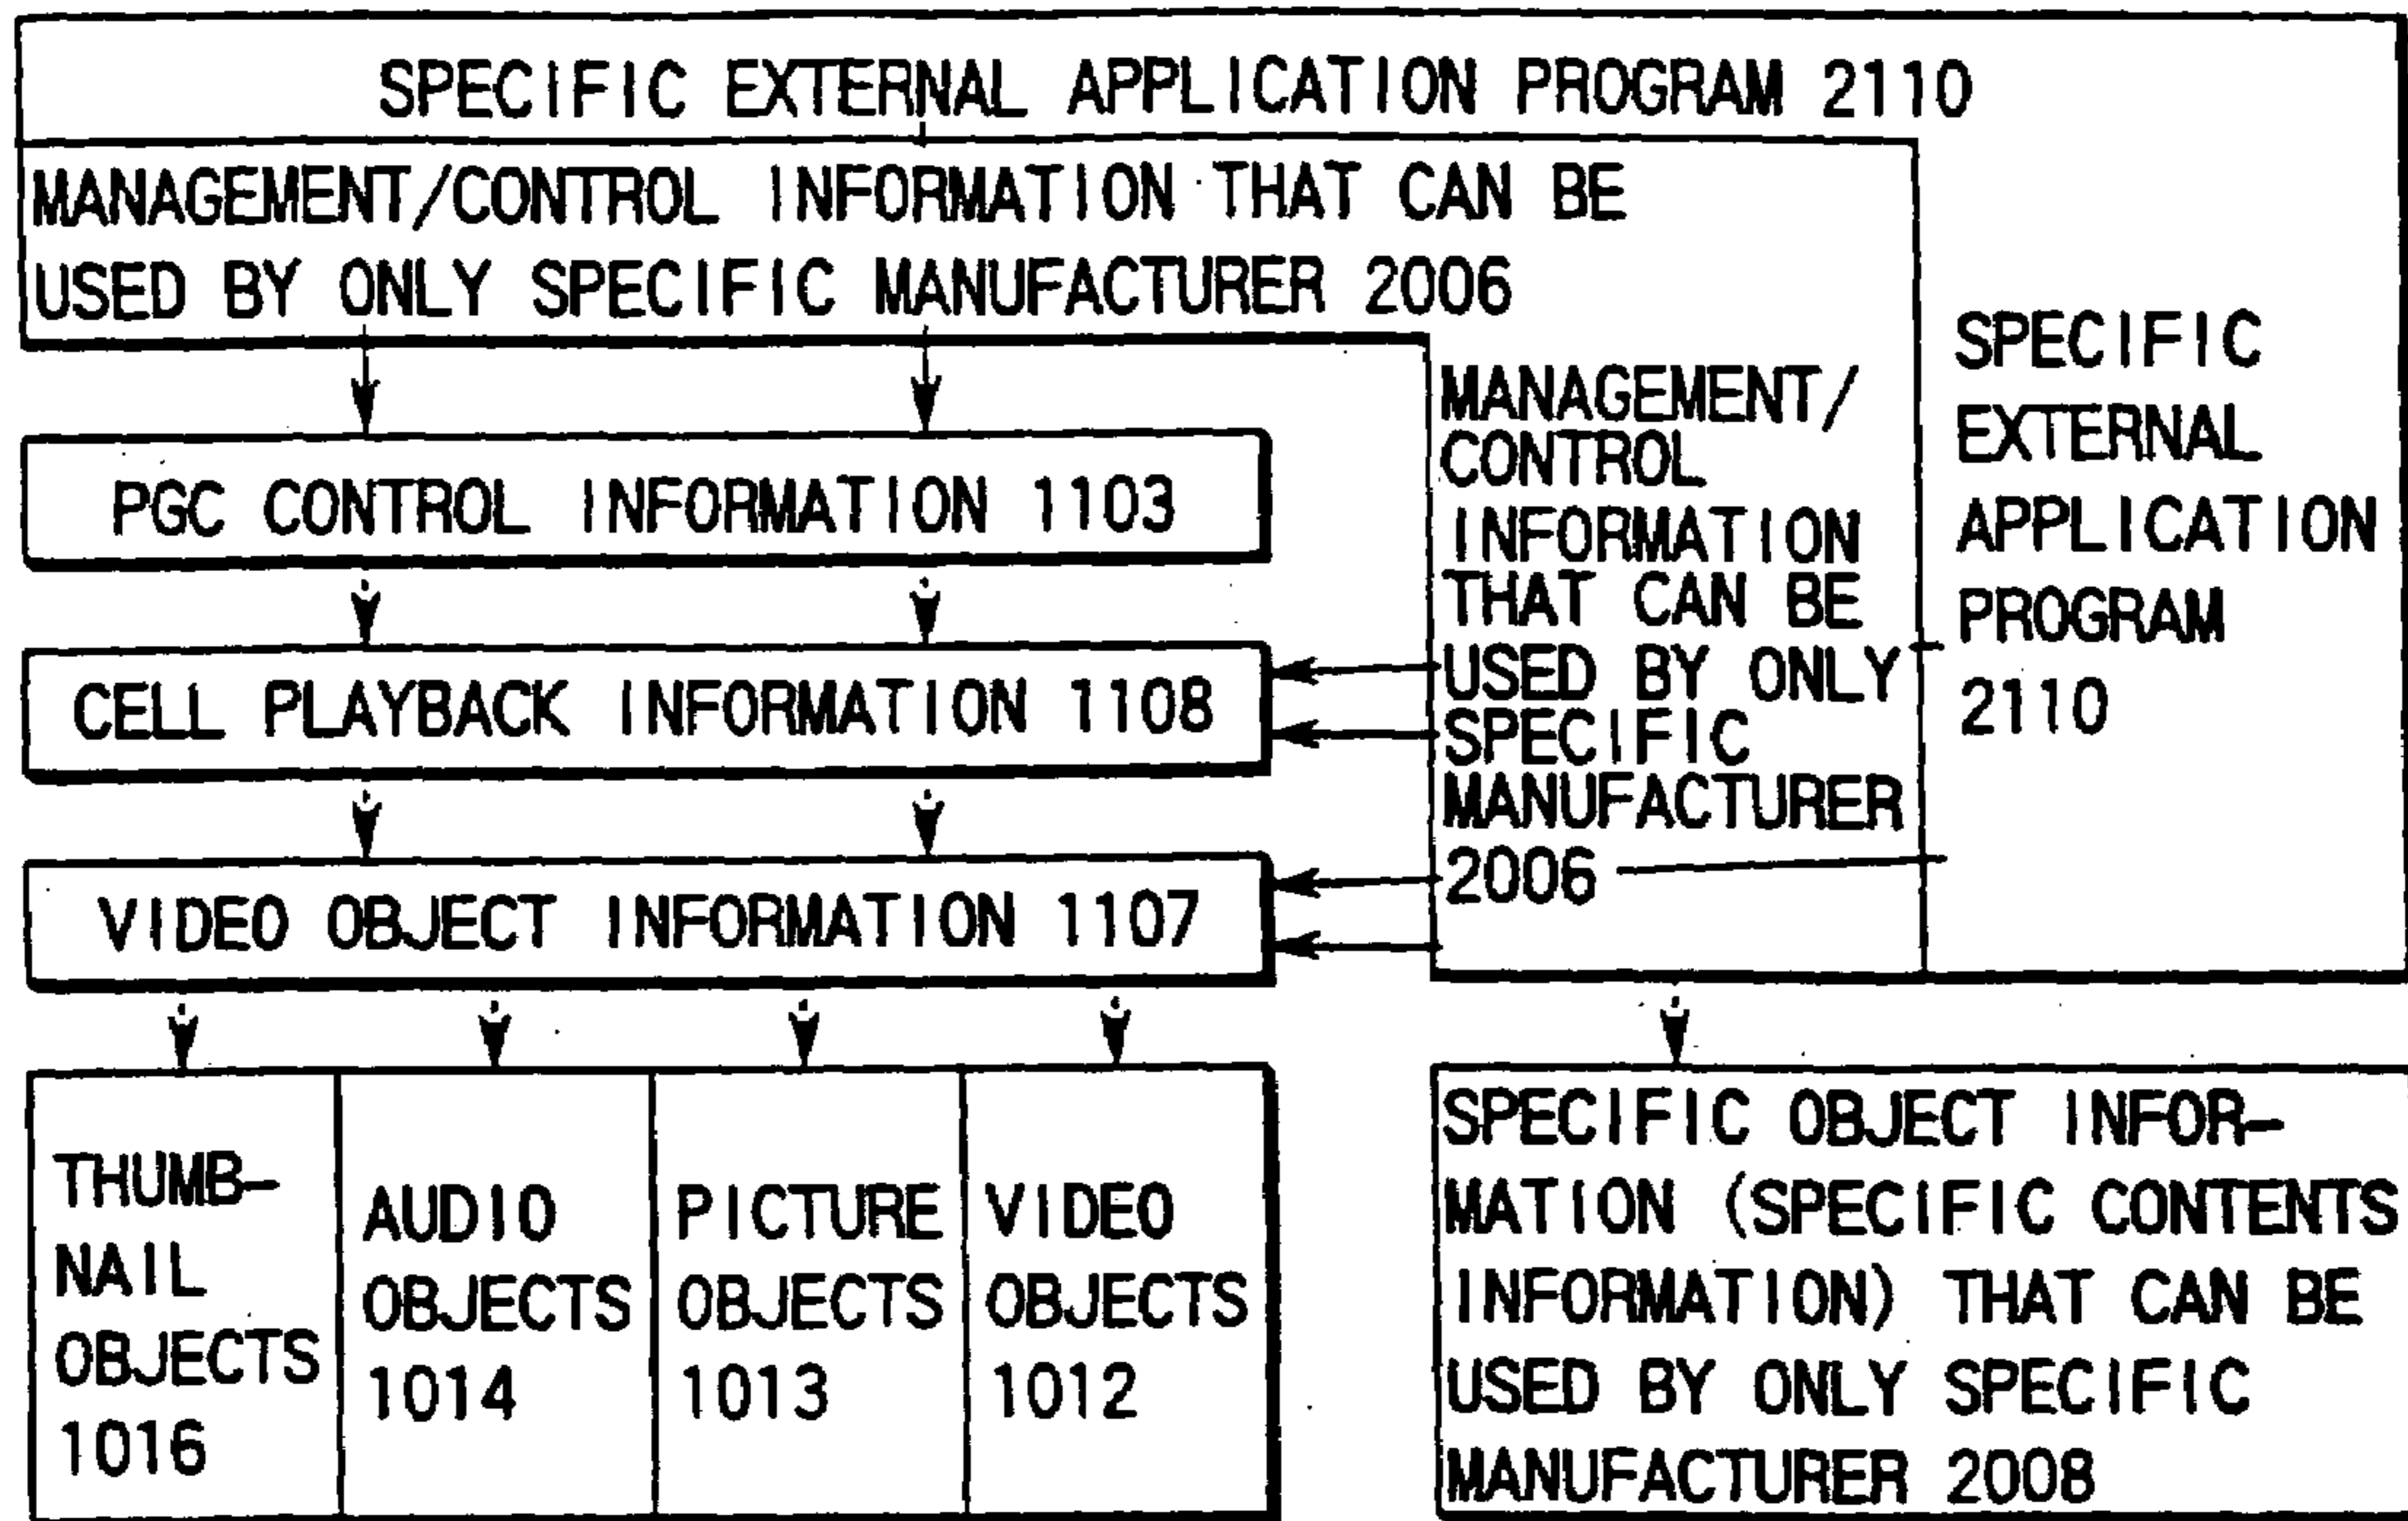 SPECIFIC EXTERNAL APPLICATION PROGRAM 2110
MANAGEMENT/CONTROL INFORMATION THAT CAN BE
USED BY ONLY SPECIFIC MANUFACTURER 2006
SPECIFIC
EXTERNAL
APPLICATION
PROGRAM
2110
MANAGEMENT/
CONTROL
INFORMATION
THAT CAN BE
USED BY ONLY
SPECIFIC
MANUFACTURER
2006
PGC CONTROL INFORMATION 1103
CELL PLAYBACK INFORMATION 1108
VIDEO OBJECT INFORMATION 1107
THUMB-
NAIL
OBJECTS
1016
AUDIO
OBJECTS
1014
PICTURE
OBJECTS
1013
VIDEO
OBJECTS
1012
SPECIFIC OBJECT INFOR-
MATION (SPECIFIC CONTENTS
INFORMATION) THAT CAN BE
USED BY ONLY SPECIFIC
MANUFACTURER 2008